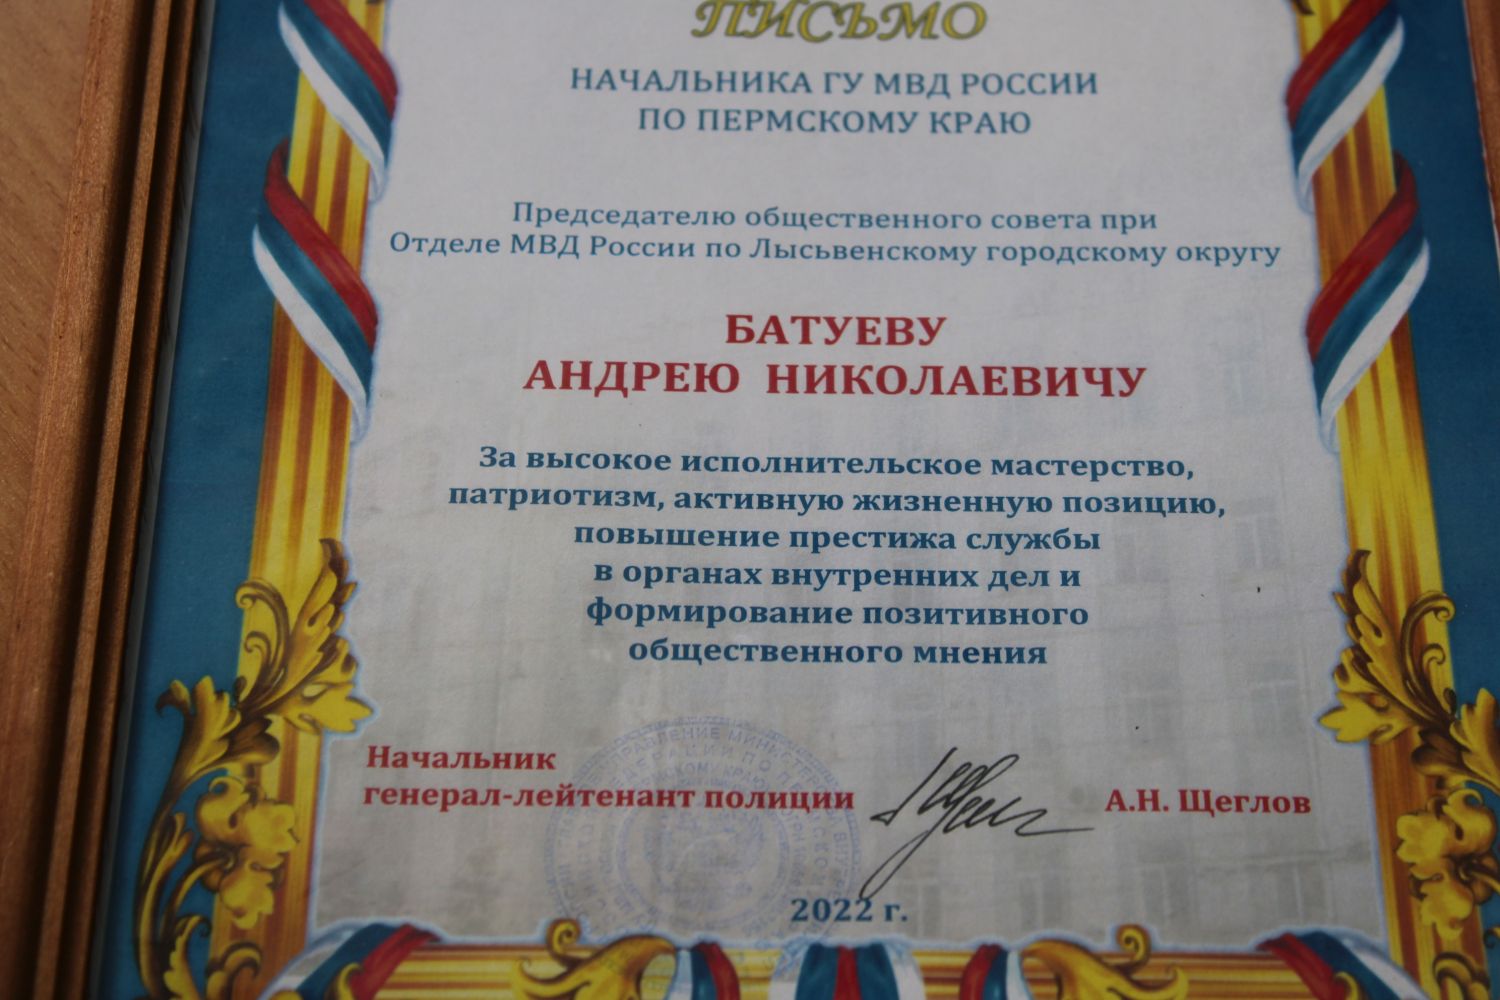 ПИСЬМО
НАЧАЛЬНИКА ГУ МВД РОССИИ
ПО ПЕРМСКОМУ КРАЮ
Председателю общественного совета при
Отделе МВД России по Лысьвенскому городскому округу
БАТУЕВУ
АНДРЕЮ НИКОЛАЕВИЧУ
За высокое исполнительское мастерство,
патриотизм, активную жизненную позицию,
повышение престижа службы
в органах внутренних дел и
формирование позитивного
общественного мнения
Начальник
генерал-лейтенант полиции
А.Н. Щеглов
2022 г.